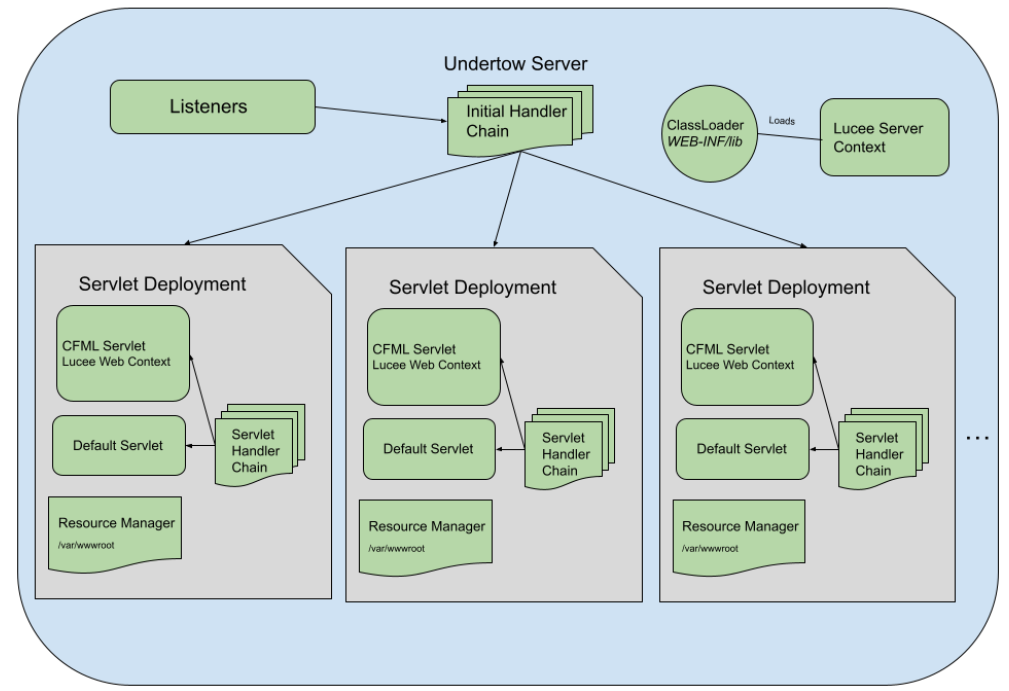 Undertow Server
Listeners
Initial Handler
Chain
ClassLoader
WEB-INF/lib
Loads
Lucee Server
Context
Servlet Deployment
CFML Servlet
Lucee Web Context
Default Servlet
Servlet
Handler
Chain
Resource Manager
/var/wwwroot
Servlet Deployment
CFML Servlet
Lucee Web Context
Default Servlet
Servlet
Handler
Chain
Resource Manager
/var/wwwroot
Servlet Deployment
CFML Servlet
Lucee Web Context
Default Servlet
Servlet
Handler
Chain
Resource Manager
/var/wwwroot
...